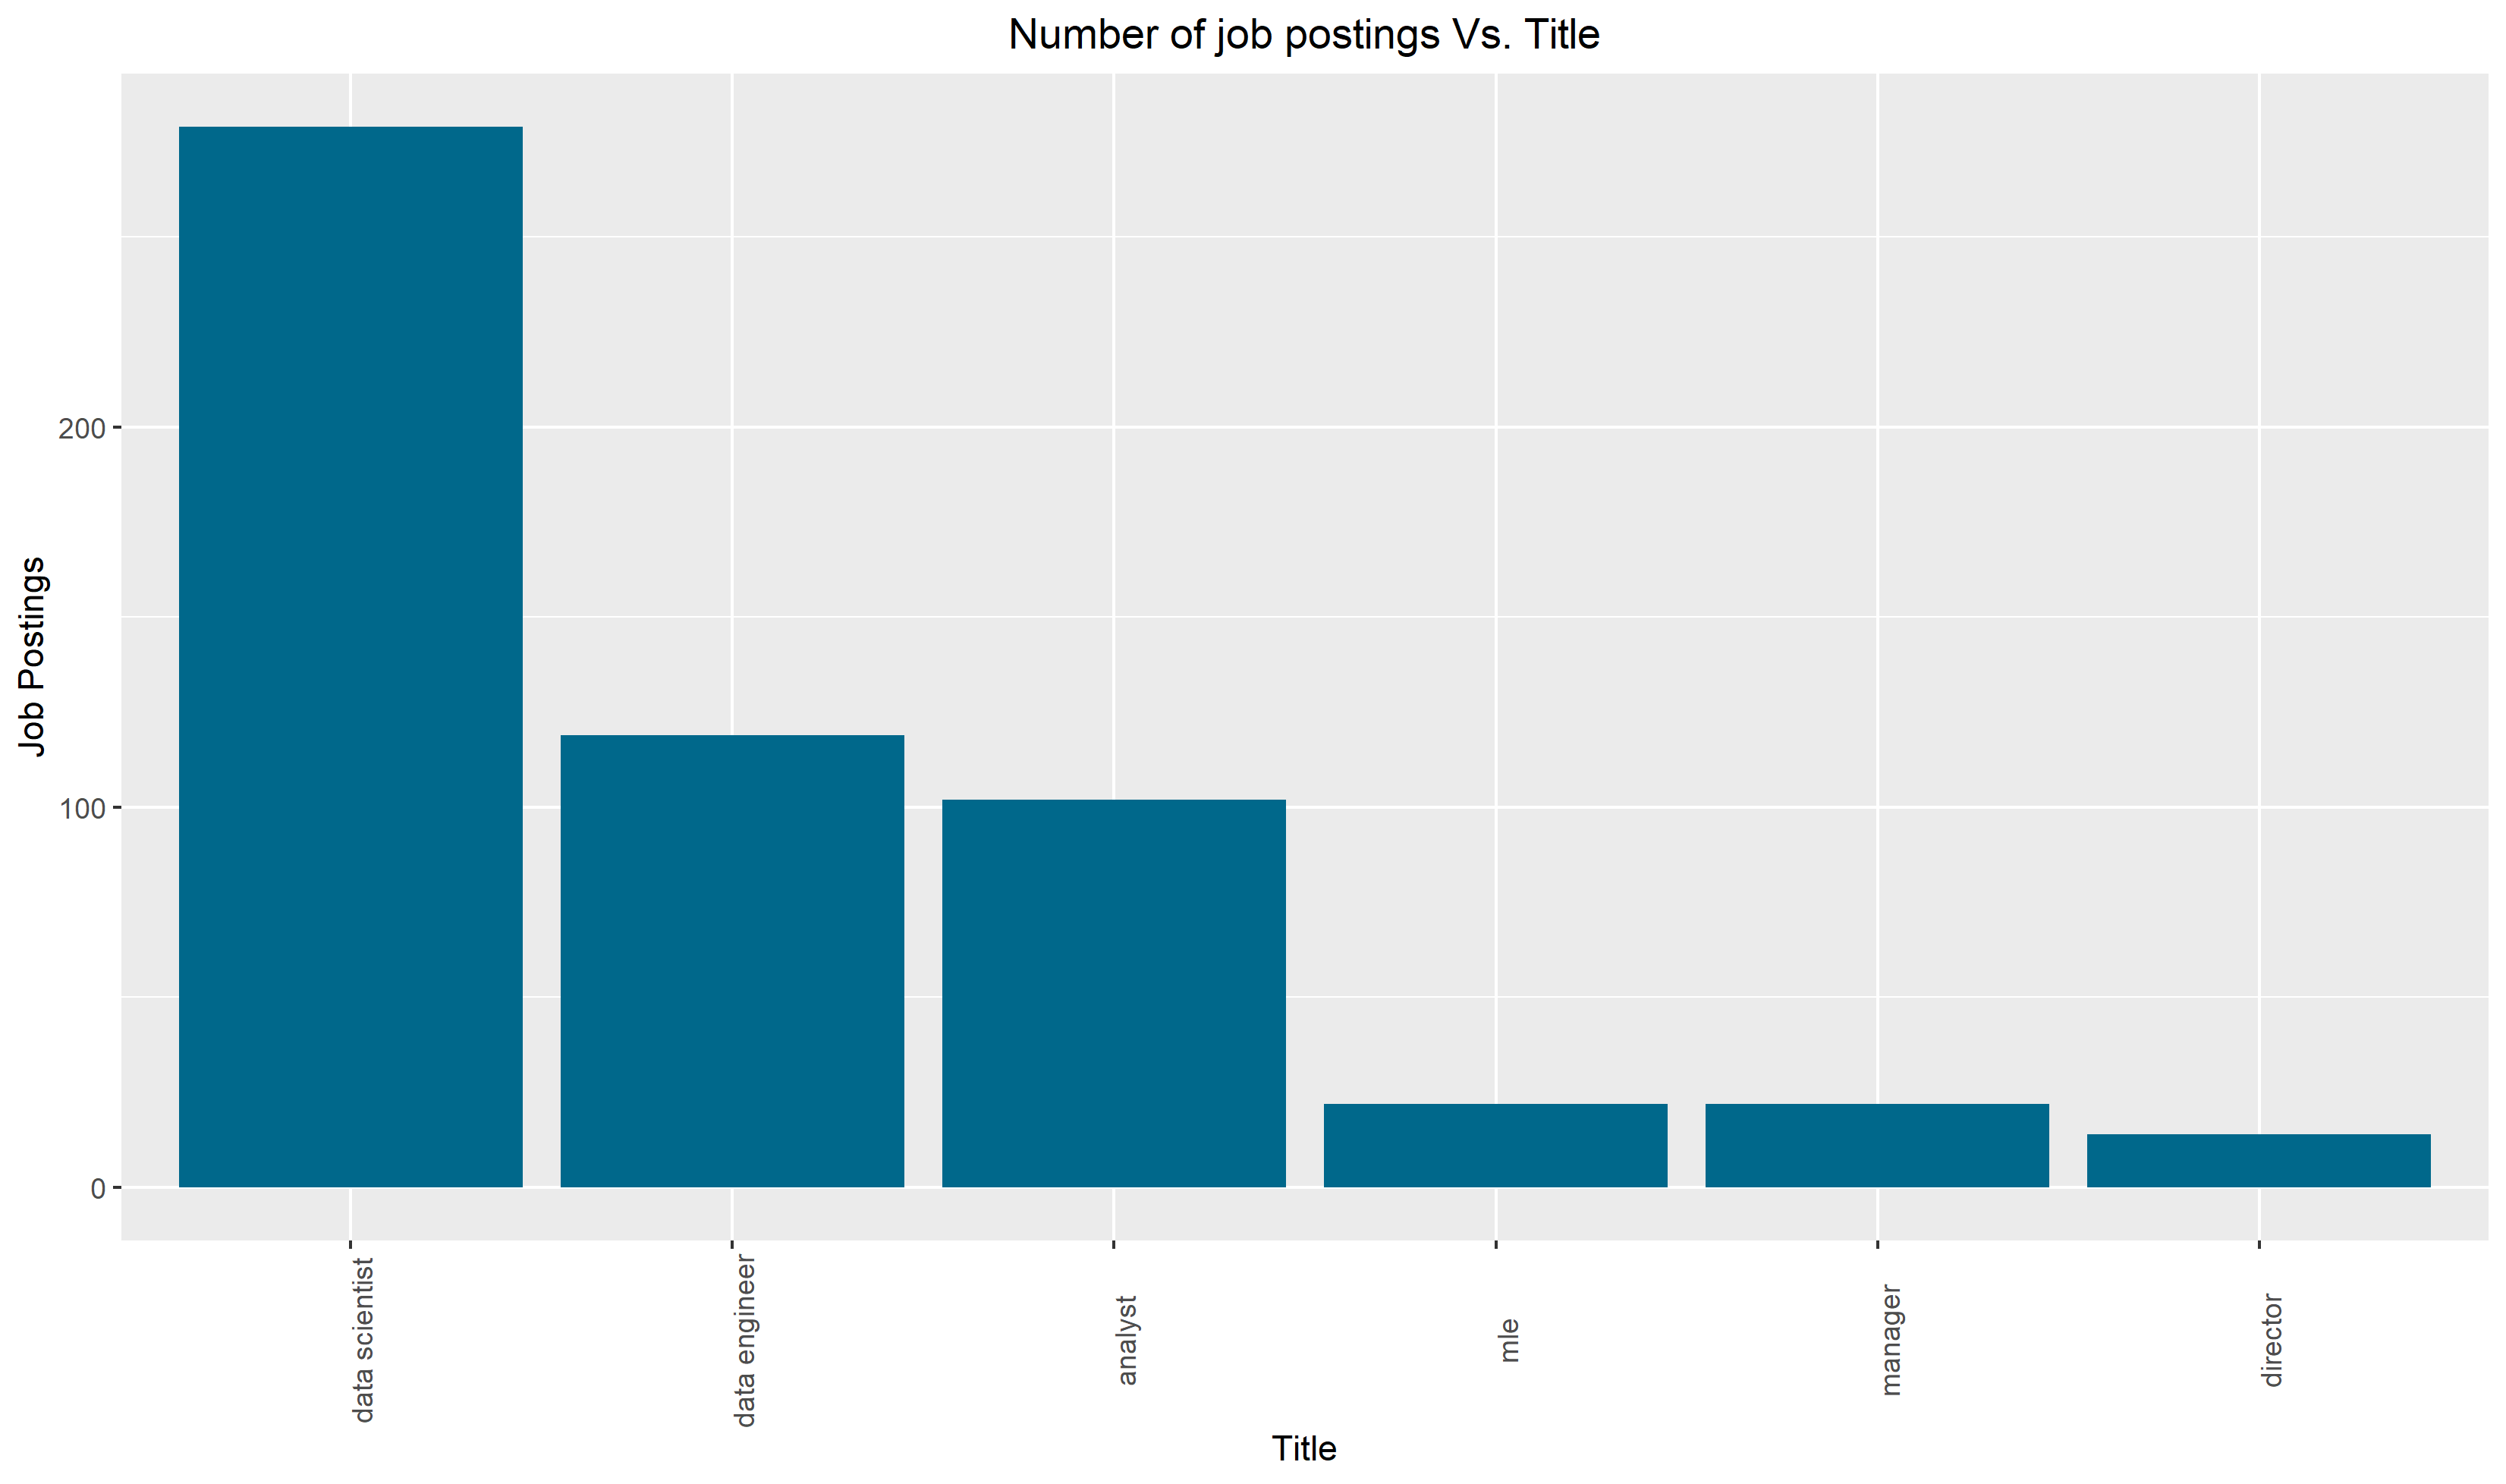 Number of job postings Vs. Title
Job Postings
200
100
0
data scientist
data engineer
analyst
mle
manager
director
Title